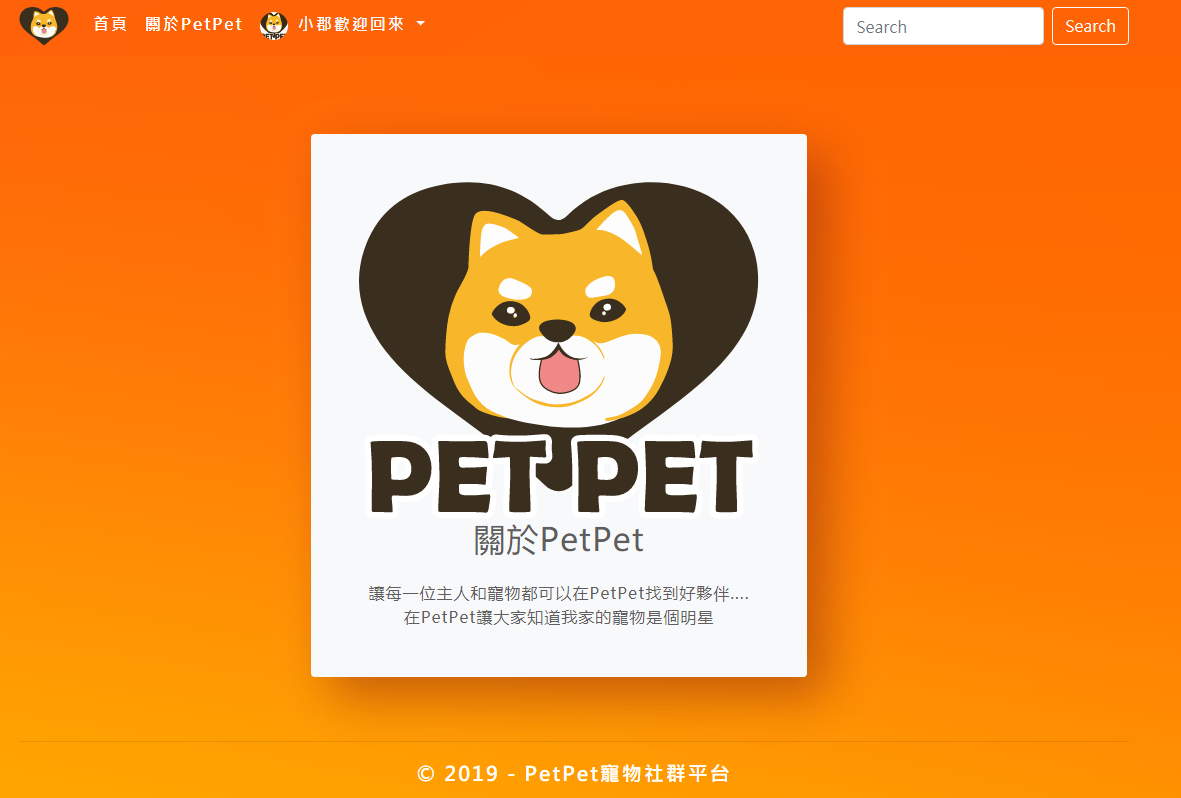 首頁 關於PetPet 小郡歡迎回來 Search Search
PET PET
關於PetPet
讓每一位主人和寵物都可以在PetPet找到好夥伴....
在PetPet讓大家知道我家的寵物是個明星
© 2019 - PetPet寵物社群平台